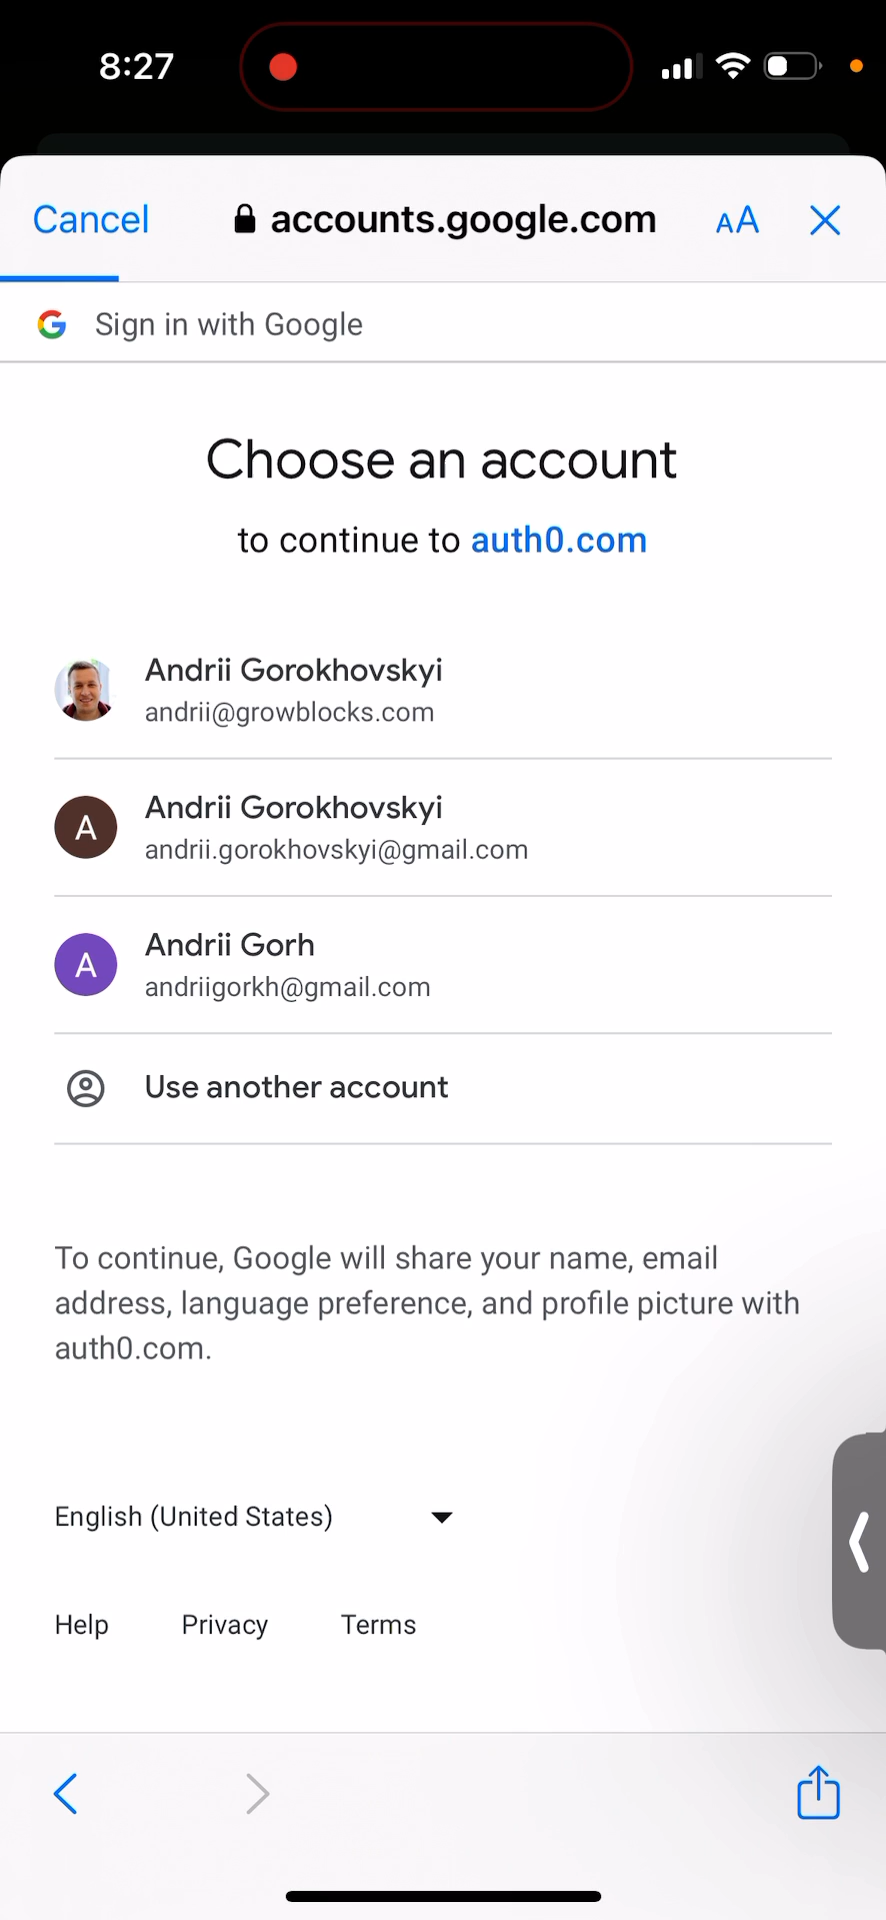 8:27
Cancel
accounts.google.com
AA
Sign in with Google
Choose an account
to continue to auth0.com
Andrii Gorokhovskyi
andrii@growblocks.com
A
Andrii Gorokhovskyi
andrii.gorokhovskyi@gmail.com
A
Andrii Gorh
andriigorkh@gmail.com
Use another account
To continue, Google will share your name, email
address, language preference, and profile picture with
auth0.com.
English (United States)
Help Privacy Terms